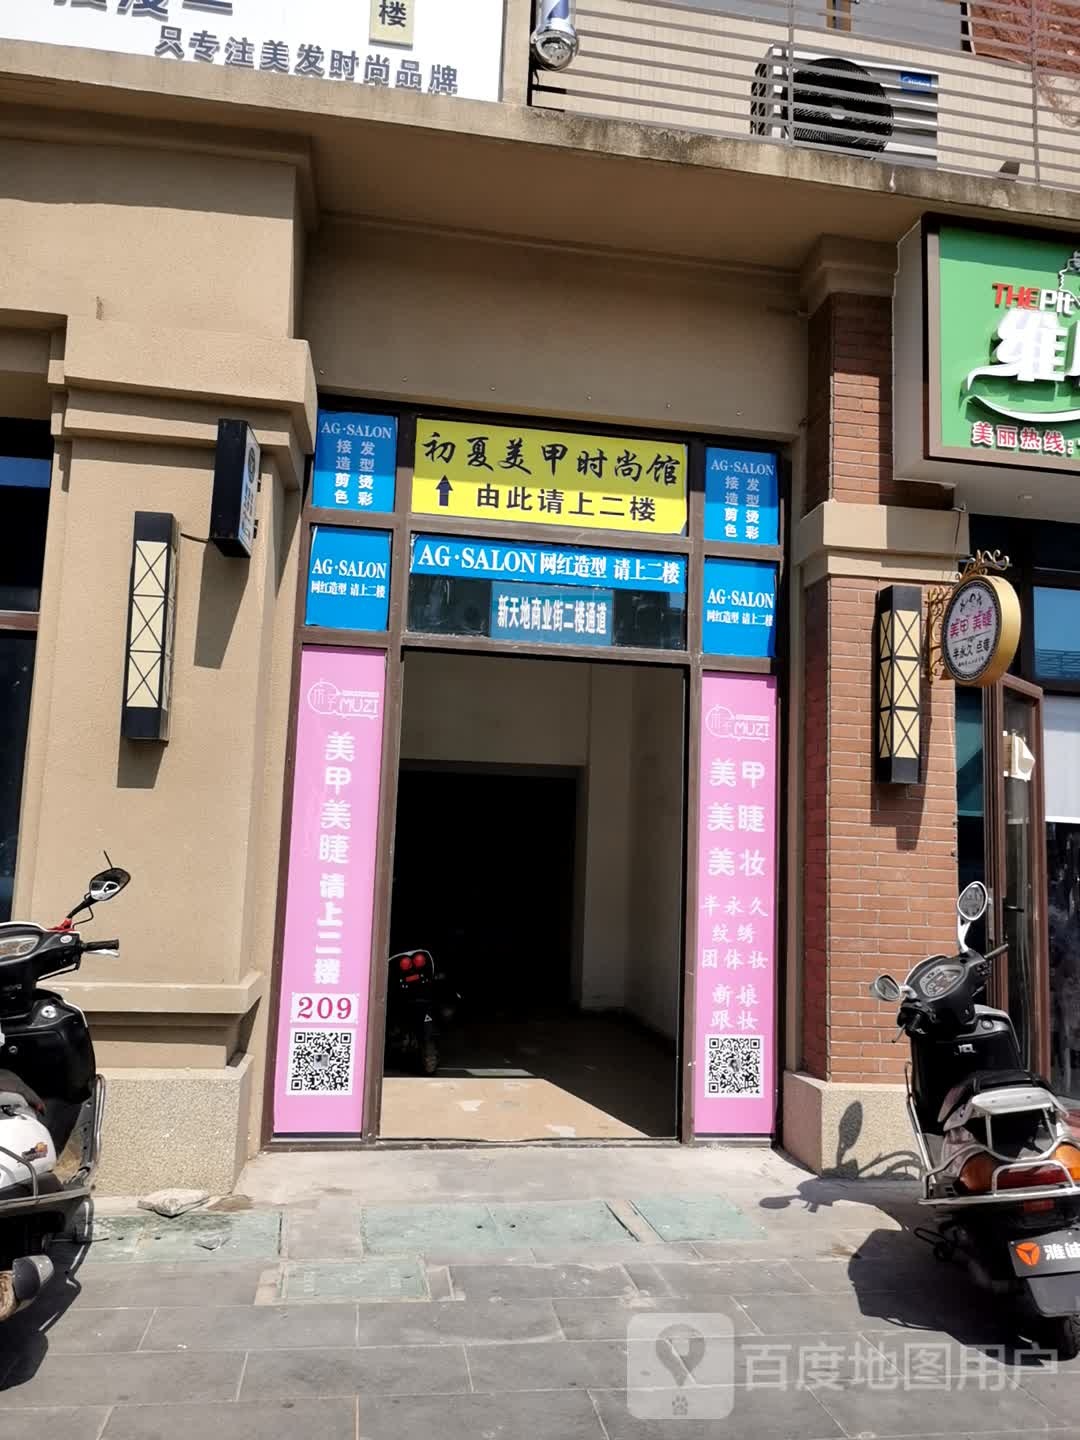 楼
只专注美发时尚品牌
THE Pit
维
美丽热线:
AG·SALON
接发
造型
剪烫
色彩
初夏美甲时尚馆
由此请上二楼
AG·SALON
接发
造型
剪烫
色彩
AG·SALON
网红造型 请上二楼
AG·SALON 网红造型 请上二楼
新天地商业街二楼通道
AG·SALON
网红造型 请上二楼
美甲 美睫
半永久 点痣
MUZI
美甲美睫请上二楼
209
MUZI
美甲
美睫
美妆
半永久
纹绣
团体妆
新娘
跟妆
雅迪
百度地图用户